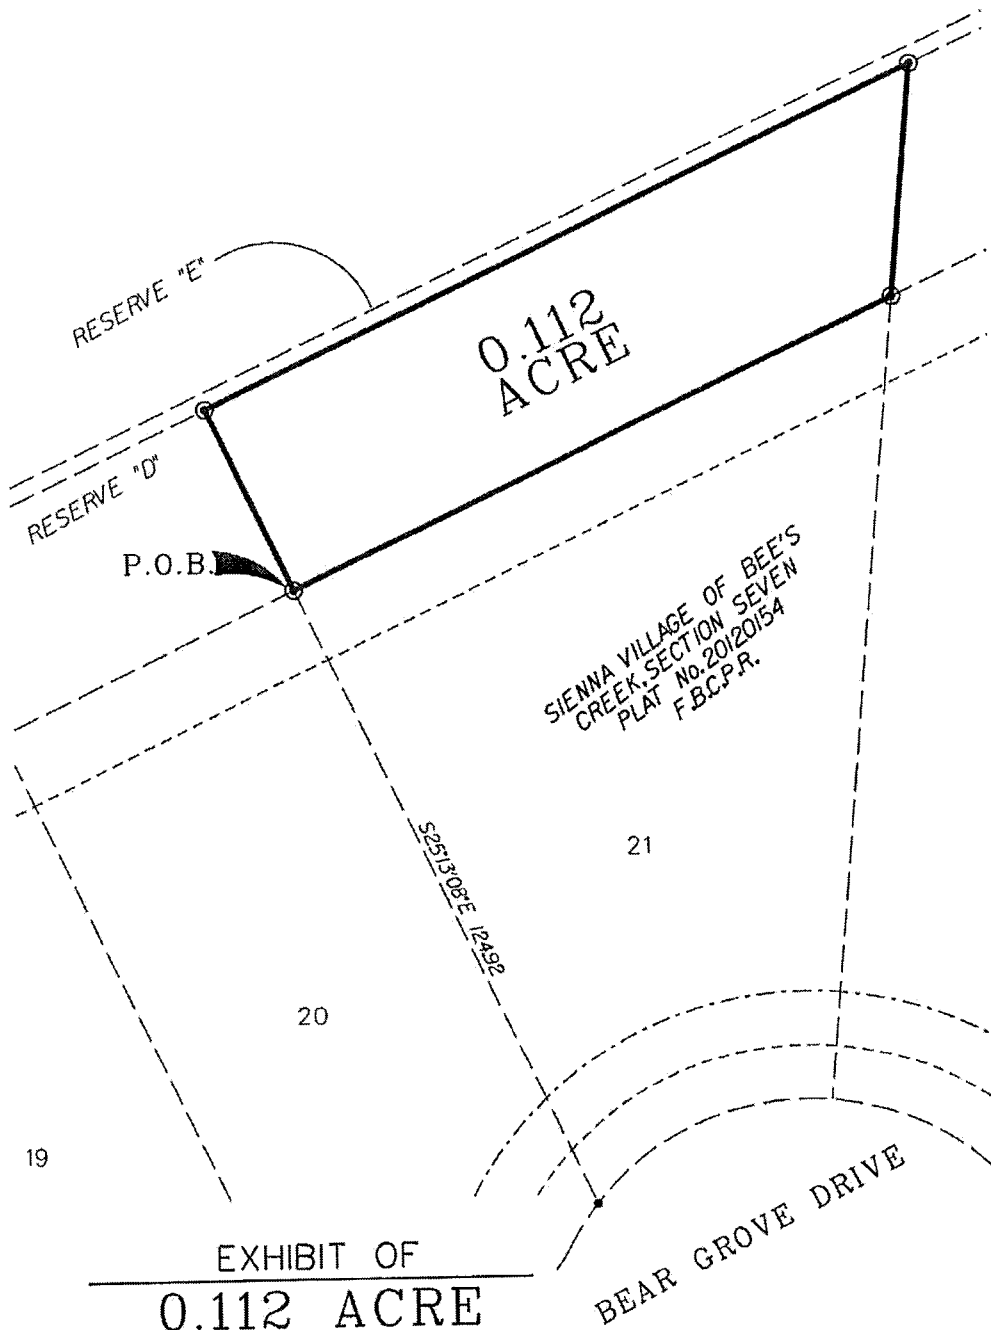 RESERVE "E"
0.112
ACRE
RESERVE "D"
P.O.B.
SIENNA VILLAGE OF BEE'S
CREEK, SECTION SEVEN
PLAT No. 20120154
F.B.C.P.R.
S25°13'08"E 124.92
21
20
19
BEAR GROVE DRIVE
EXHIBIT OF
0.112 ACRE